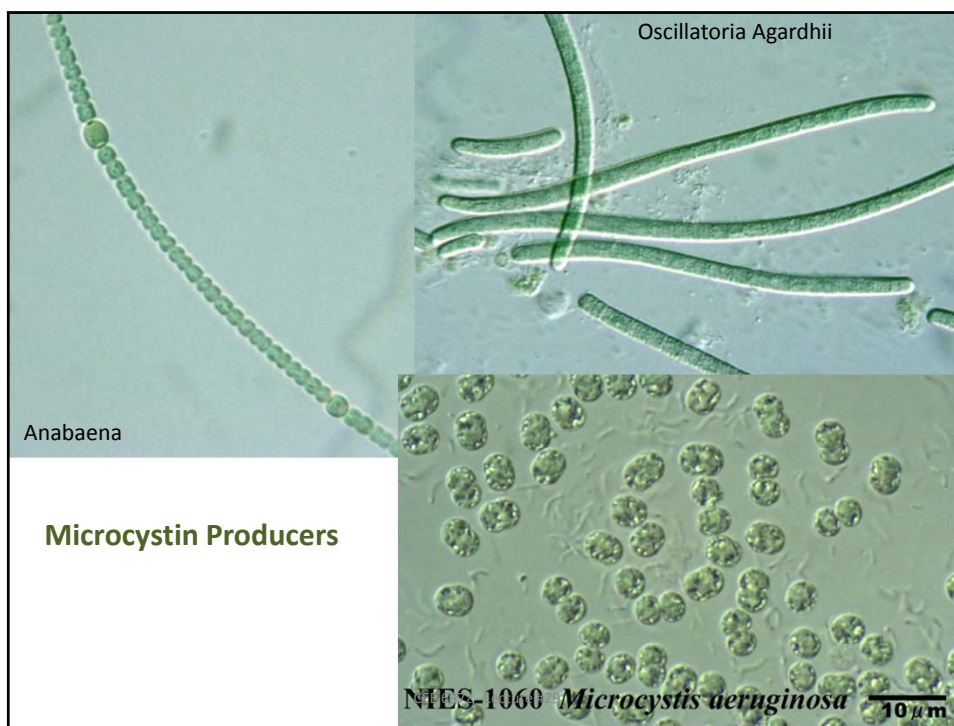 Oscillatoria Agardhii
Anabaena
Microcystin Producers
NIES-1060 Microcystis aeruginosa
10 μm